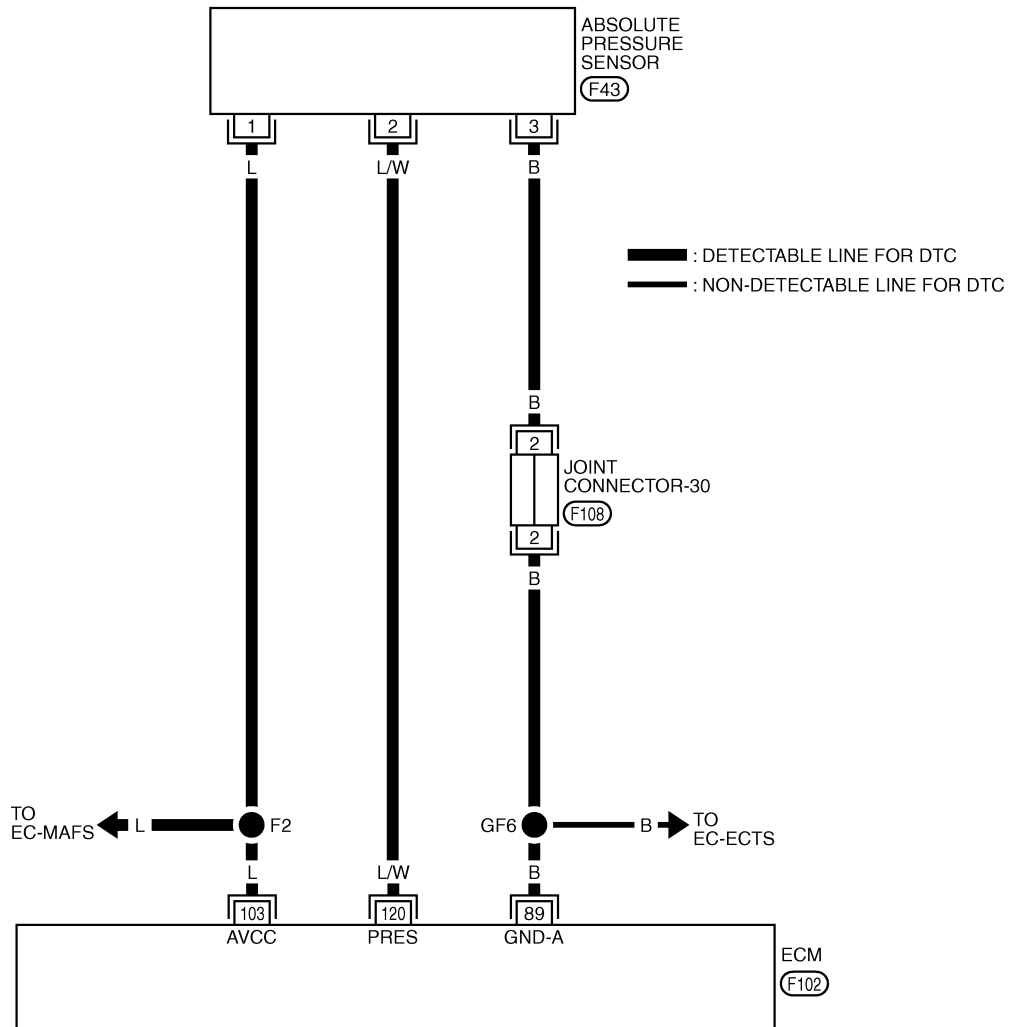 ABSOLUTE
PRESSURE
SENSOR
F43
1
2
3
L
L/W
B
: DETECTABLE LINE FOR DTC
: NON-DETECTABLE LINE FOR DTC
B
2
JOINT
CONNECTOR-30
F108
2
B
TO
EC-MAFS
L
F2
GF6
B
TO
EC-ECTS
L
L/W
B
103
120
89
AVCC
PRES
GND-A
ECM
F102